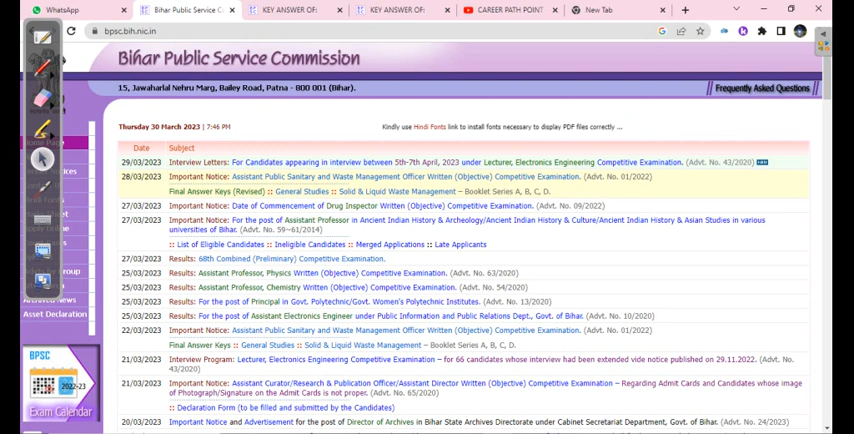 WhatsApp
Bihar Public Service C
KEY ANSWER OF:
KEY ANSWER OF:
CAREER PATH POINT
New Tab
bpsc.bih.nic.in
Bihar Public Service Commission
15, Jawaharlal Nehru Marg, Bailey Road, Patna - 800 001 (Bihar).
Frequently Asked Questions
Thursday 30 March 2023 | 7:46 PM
Kindly use Hindi Fonts link to install fonts necessary to display PDF files correctly ...
Date Subject
29/03/2023 Interview Letters: For Candidates appearing in interview between 5th-7th April, 2023 under Lecturer, Electronics Engineering Competitive Examination. (Advt. No. 43/2020)
28/03/2023 Important Notice: Assistant Public Sanitary and Waste Management Officer Written (Objective) Competitive Examination. (Advt. No. 01/2022)
Final Answer Keys (Revised) :: General Studies :: Solid & Liquid Waste Management – Booklet Series A, B, C, D.
27/03/2023 Important Notice: Date of Commencement of Drug Inspector Written (Objective) Competitive Examination. (Advt. No. 09/2022)
27/03/2023 Important Notice: For the post of Assistant Professor in Ancient Indian History & Archeology/Ancient Indian History & Culture/Ancient Indian History & Asian Studies in various
universities of Bihar. (Advt. No. 59~61/2014)
:: List of Eligible Candidates :: Ineligible Candidates :: Merged Applications :: Late Applicants
27/03/2023 Results: 68th Combined (Preliminary) Competitive Examination.
25/03/2023 Results: Assistant Professor, Physics Written (Objective) Competitive Examination. (Advt. No. 63/2020)
25/03/2023 Results: Assistant Professor, Chemistry Written (Objective) Competitive Examination. (Advt. No. 54/2020)
25/03/2023 Results: For the post of Principal in Govt. Polytechnic/Govt. Women's Polytechnic Institutes. (Advt. No. 13/2020)
25/03/2023 Results: For the post of Assistant Electronics Engineer under Public Information and Public Relations Dept., Govt. of Bihar. (Advt. No. 10/2020)
22/03/2023 Important Notice: Assistant Public Sanitary and Waste Management Officer Written (Objective) Competitive Examination. (Advt. No. 01/2022)
Final Answer Keys :: General Studies :: Solid & Liquid Waste Management – Booklet Series A, B, C, D.
21/03/2023 Interview Program: Lecturer, Electronics Engineering Competitive Examination – for 66 candidates whose interview had been extended vide notice published on 29.11.2022. (Advt. No.
43/2020)
21/03/2023 Important Notice: Assistant Curator/Research & Publication Officer/Assistant Director Written (Objective) Competitive Examination – Regarding Admit Cards and Candidates whose image
of Photograph/Signature on the Admit Cards is not proper. (Advt. No. 65/2020)
:: Declaration Form (to be filled and submitted by the Candidates)
20/03/2023 Important Notice and Advertisement for the post of Director of Archives in Bihar State Archives Directorate under Cabinet Secretariat Department, Govt. of Bihar. (Advt. No. 24/2023)
Asset Declaration
BPSC
2022-23
Exam Calendar